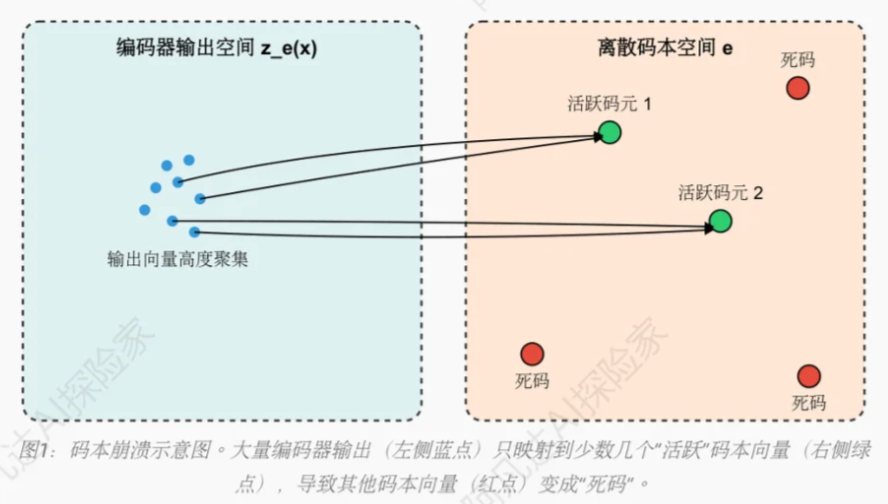 编码器输出空间 z_e(x)
离散码本空间 e
死码
活跃码元 1
活跃码元 2
输出向量高度聚集
死码
死码
图1：码本崩溃示意图。大量编码器输出（左侧蓝点）只映射到少数几个“活跃”码本向量（右侧绿
点），导致其他码本向量（红点）变成“死码”。